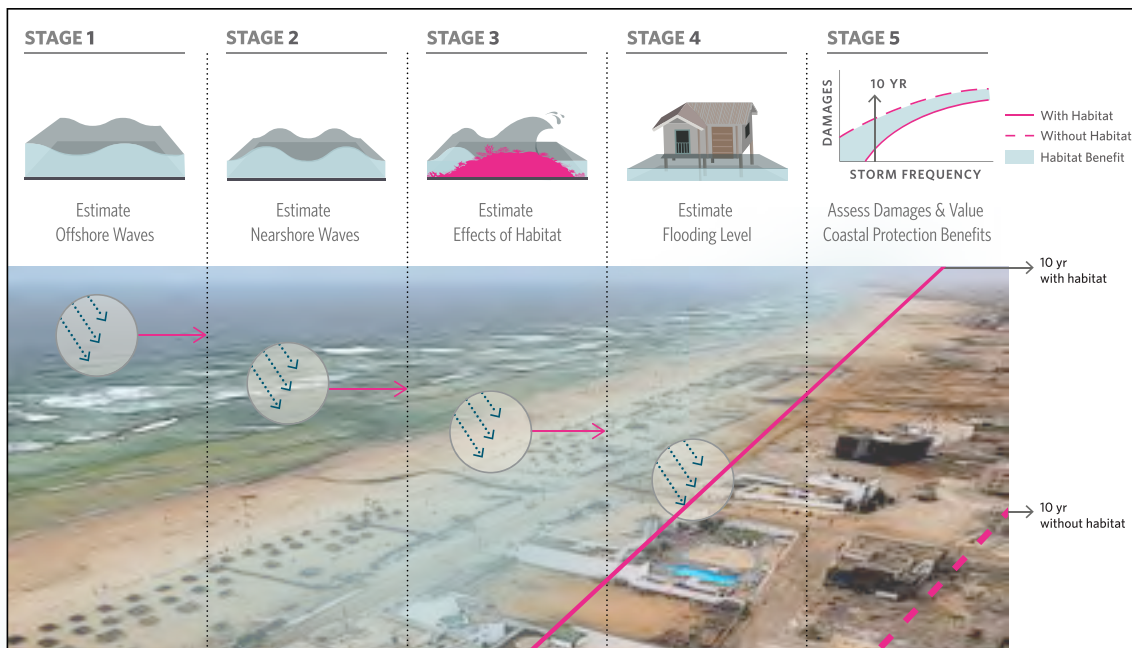 STAGE 1
STAGE 2
STAGE 3
STAGE 4
STAGE 5
DAMAGES
10 YR
STORM FREQUENCY
With Habitat
Without Habitat
Habitat Benefit
Estimate
Offshore Waves
Estimate
Nearshore Waves
Estimate
Effects of Habitat
Estimate
Flooding Level
Assess Damages & Value
Coastal Protection Benefits
10 yr
with habitat
10 yr
without habitat